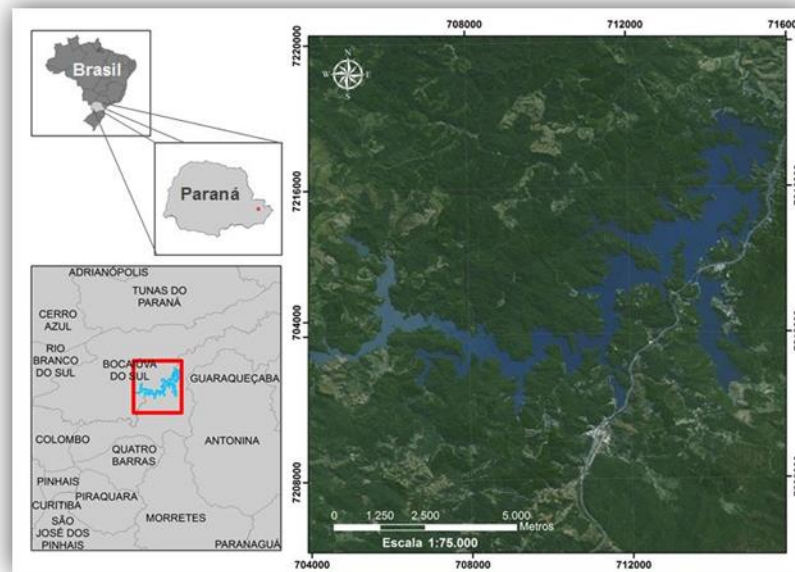 Brasil
Paraná
ADRIANÓPOLIS
TUNAS DO
PARANÁ
CERRO
AZUL
RIO
BRANCO
DO SUL
BOCAIÚVA
DO SUL
GUARAQUEÇABA
COLOMBO
QUATRO
BARRAS
ANTONINA
PINHAIS
PIRAQUARA
CURITIBA
SÃO
JOSÉ DOS
PINHAIS
MORRETES
PARANAGUÁ
708000
712000
716000
7220000
7216000
704000
7208000
N
W
E
S
0
1.250
2.500
5.000
Metros
Escala 1:75.000
704000
708000
712000